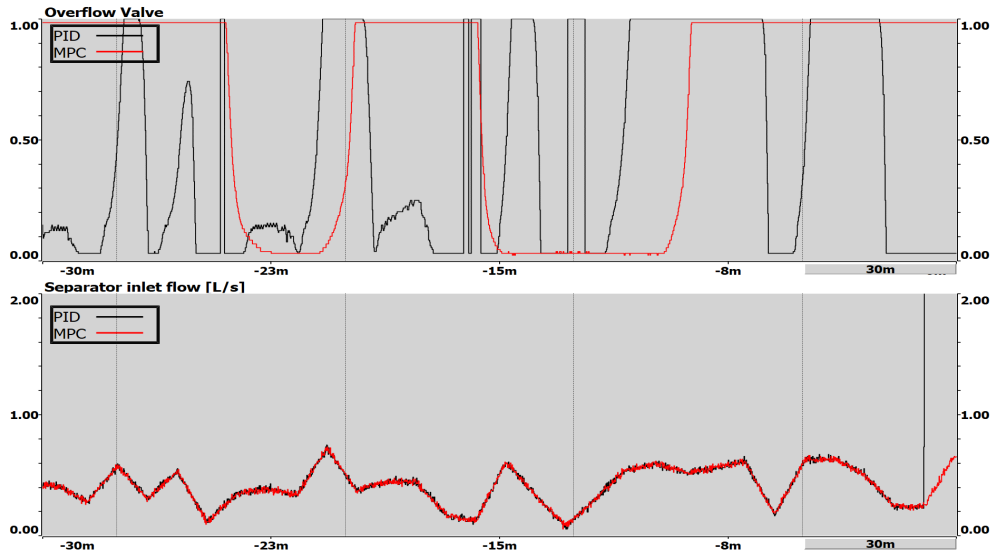 Overflow Valve
1.00 1.00
PID
MPC
0.50 0.50
0.00 0.00
-30m -23m -15m -8m 30m
Separator inlet flow [L/s]
2.00 2.00
PID
MPC
1.00 1.00
0.00 0.00
-30m -23m -15m -8m 30m